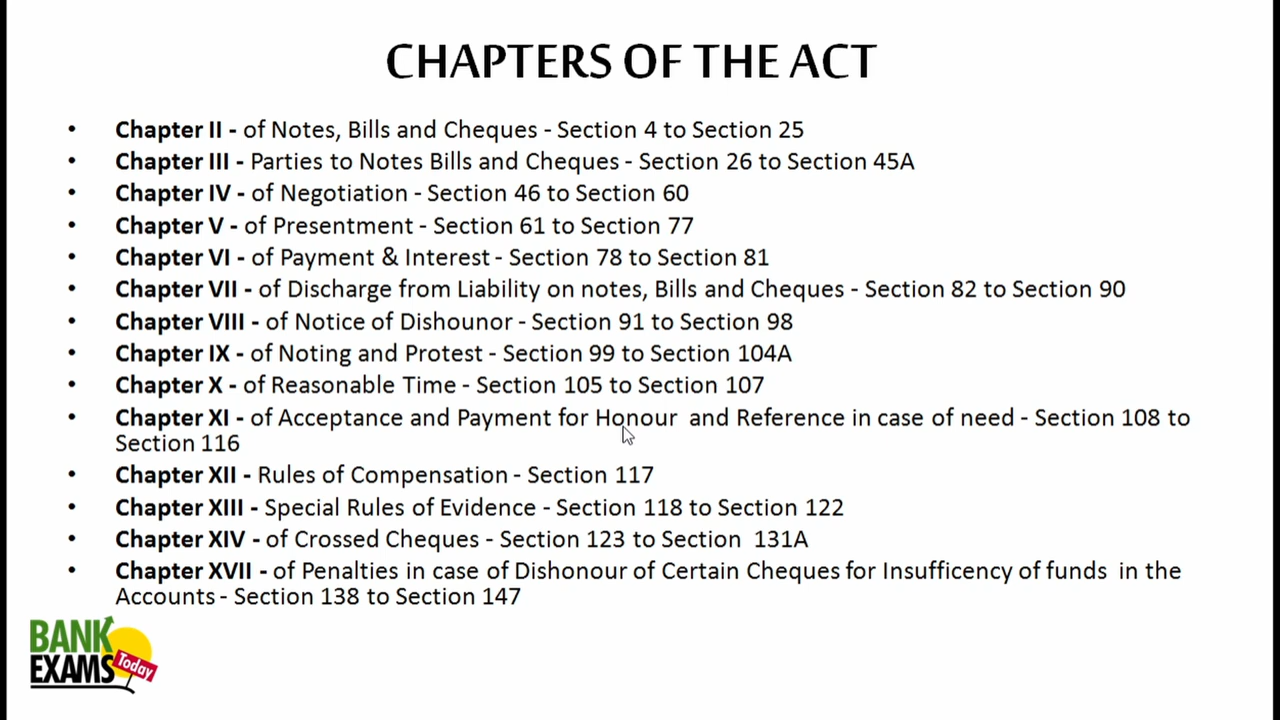 CHAPTERS OF THE ACT
• Chapter II - of Notes, Bills and Cheques - Section 4 to Section 25
• Chapter III - Parties to Notes Bills and Cheques - Section 26 to Section 45A
• Chapter IV - of Negotiation - Section 46 to Section 60
• Chapter V - of Presentment - Section 61 to Section 77
• Chapter VI - of Payment & Interest - Section 78 to Section 81
• Chapter VII - of Discharge from Liability on notes, Bills and Cheques - Section 82 to Section 90
• Chapter VIII - of Notice of Dishounor - Section 91 to Section 98
• Chapter IX - of Noting and Protest - Section 99 to Section 104A
• Chapter X - of Reasonable Time - Section 105 to Section 107
• Chapter XI - of Acceptance and Payment for Honour and Reference in case of need - Section 108 to
Section 116
• Chapter XII - Rules of Compensation - Section 117
• Chapter XIII - Special Rules of Evidence - Section 118 to Section 122
• Chapter XIV - of Crossed Cheques - Section 123 to Section 131A
• Chapter XVII - of Penalties in case of Dishonour of Certain Cheques for Insufficency of funds in the
Accounts - Section 138 to Section 147
BANK
EXAMS
Today